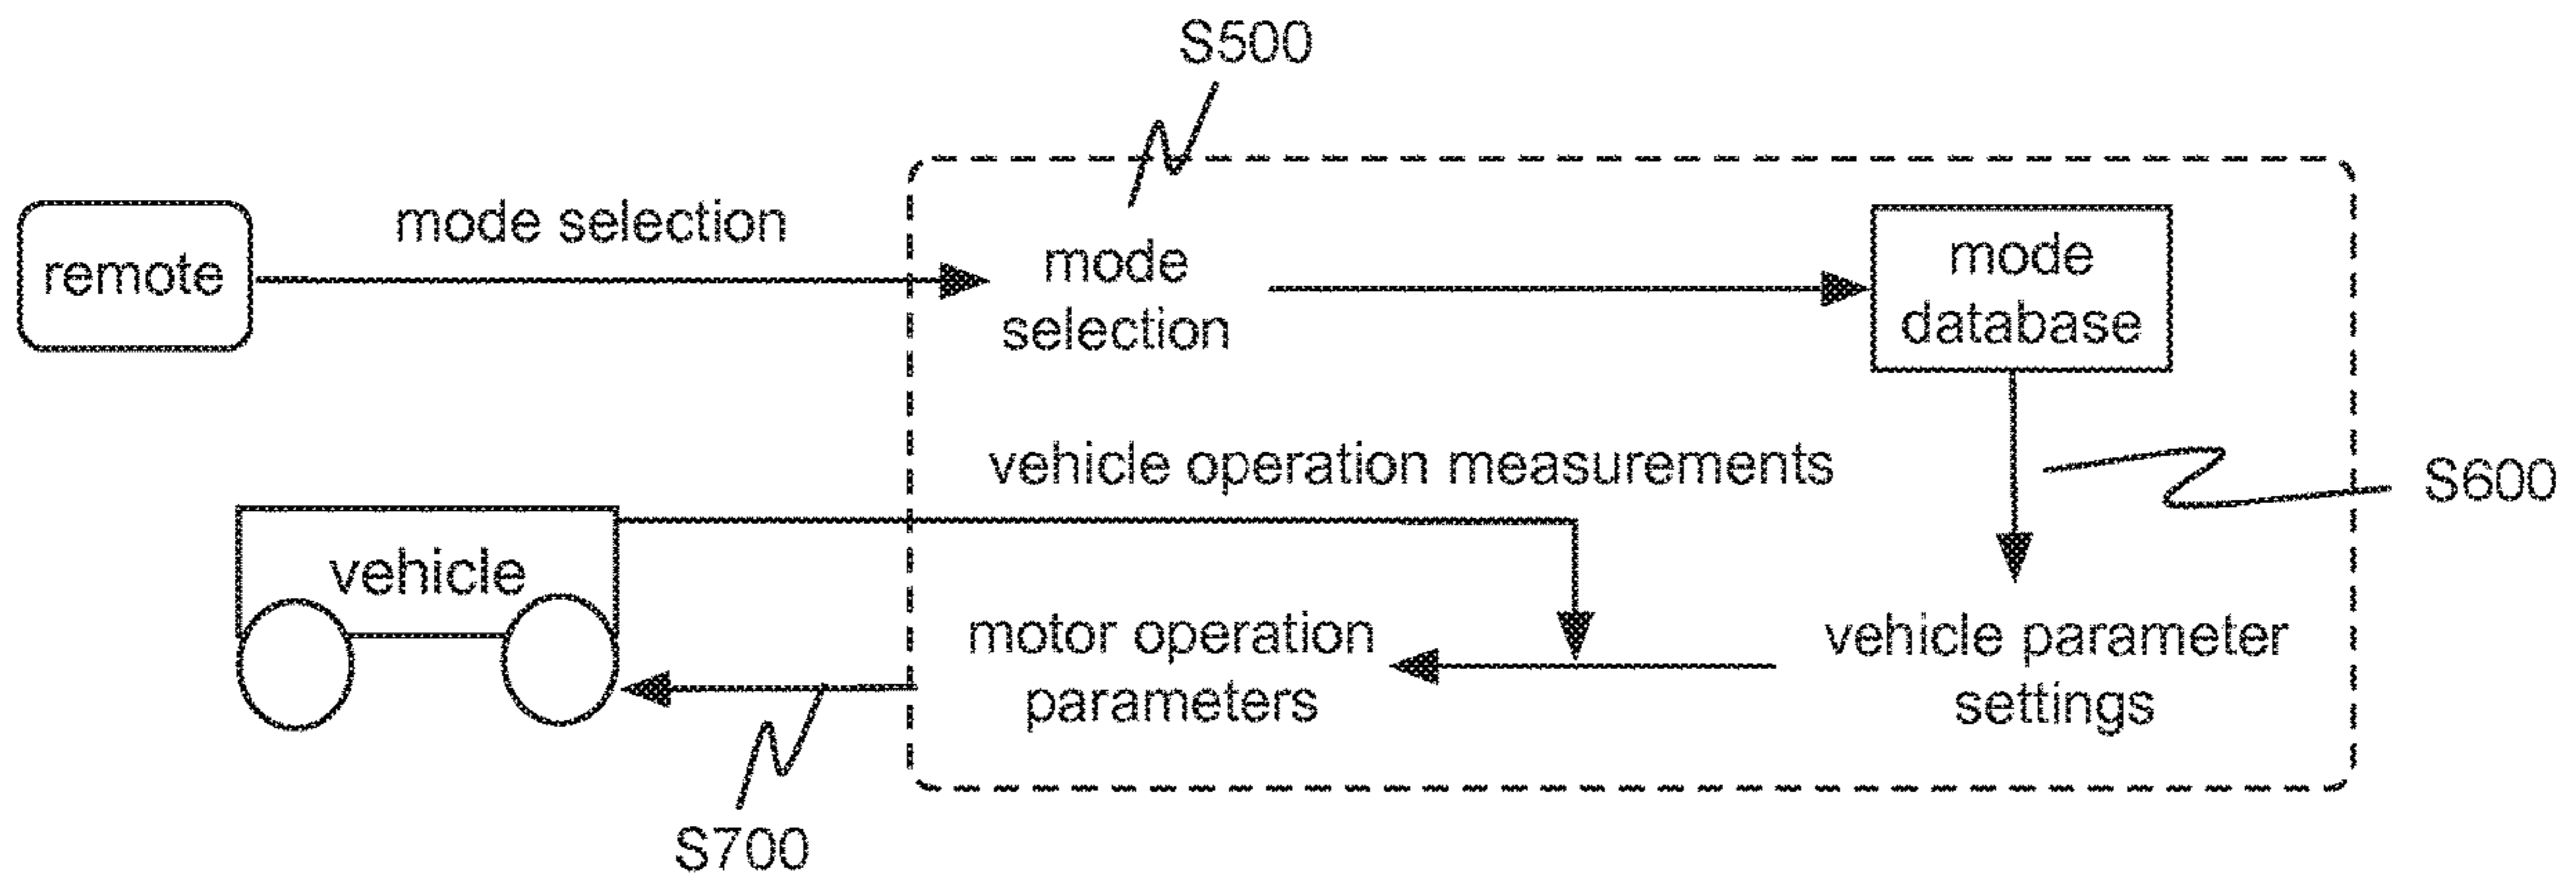 S500
remote
mode selection
mode
selection
mode
database
vehicle operation measurements
S600
vehicle
motor operation
parameters
vehicle parameter
settings
S700